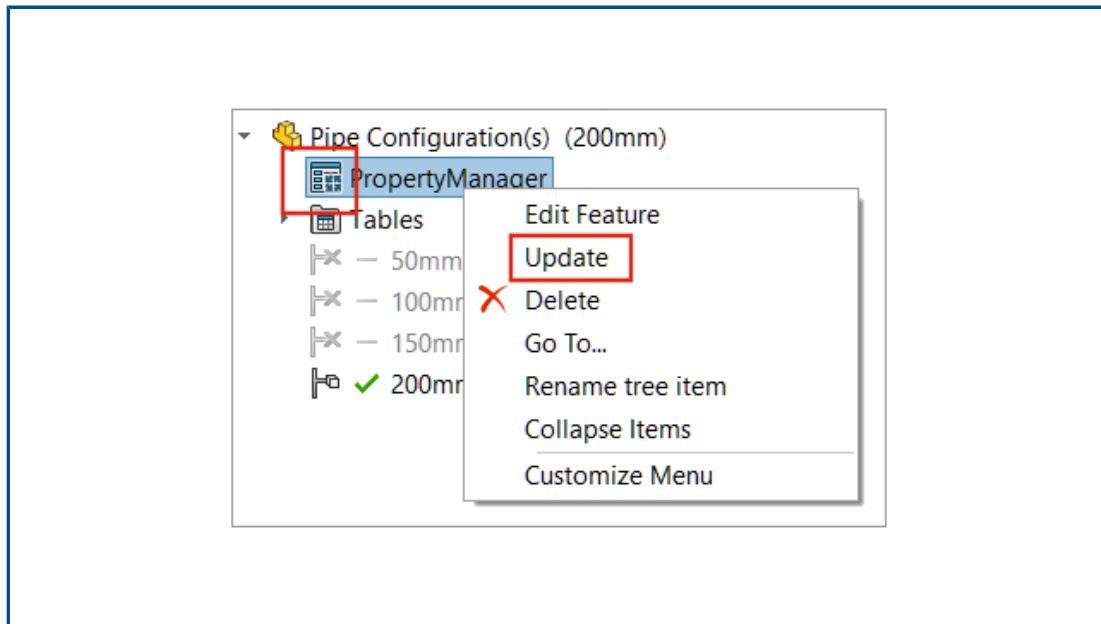 Pipe Configuration(s) (200mm)
PropertyManager
Edit Feature
Tables
Update
50mm
Delete
100mm
Go To...
150mm
Rename tree item
200mm
Collapse Items
Customize Menu